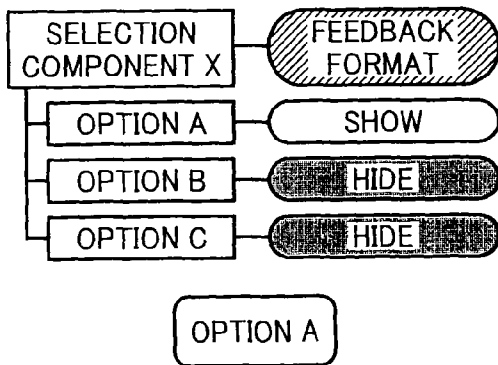 SELECTION
COMPONENT X
FEEDBACK
FORMAT
OPTION A
SHOW
OPTION B
HIDE
OPTION C
HIDE
OPTION A